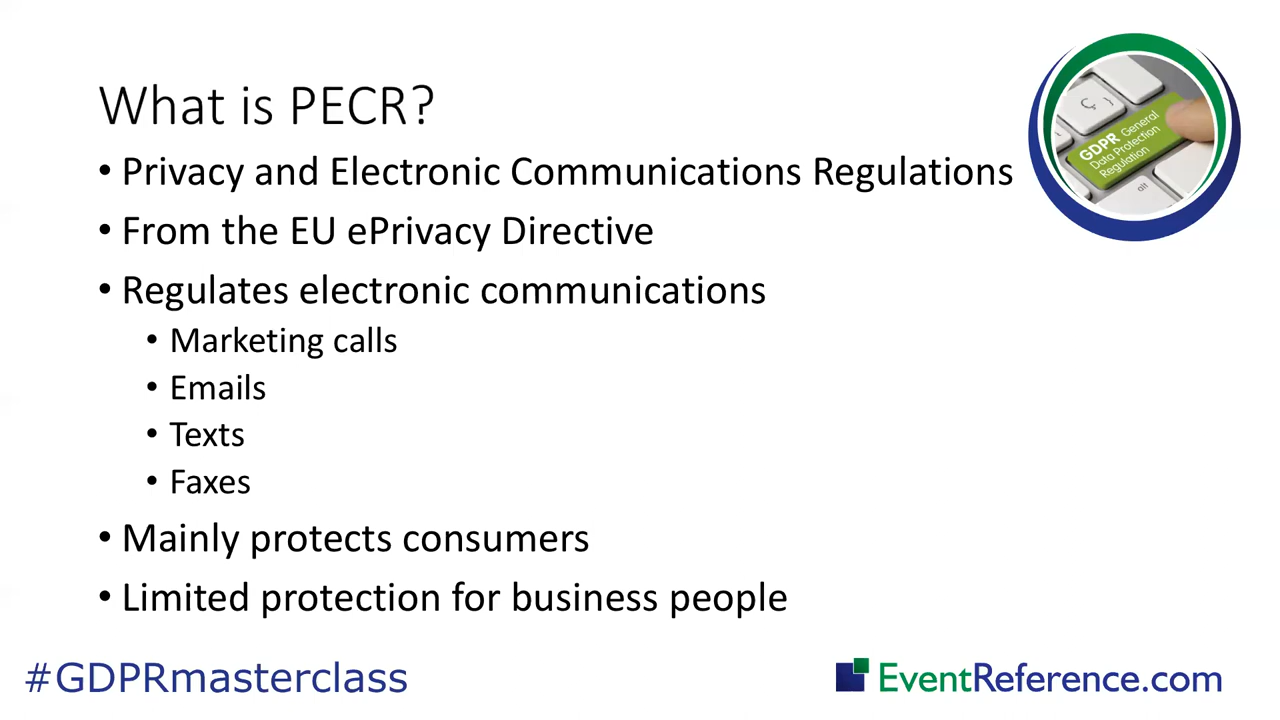 What is PECR?
• Privacy and Electronic Communications Regulations
• From the EU ePrivacy Directive
• Regulates electronic communications
• Marketing calls
• Emails
• Texts
• Faxes
• Mainly protects consumers
• Limited protection for business people
Ç
GDPR General
Data Protection
Regulation
alt
#GDPRmasterclass
EventReference.com